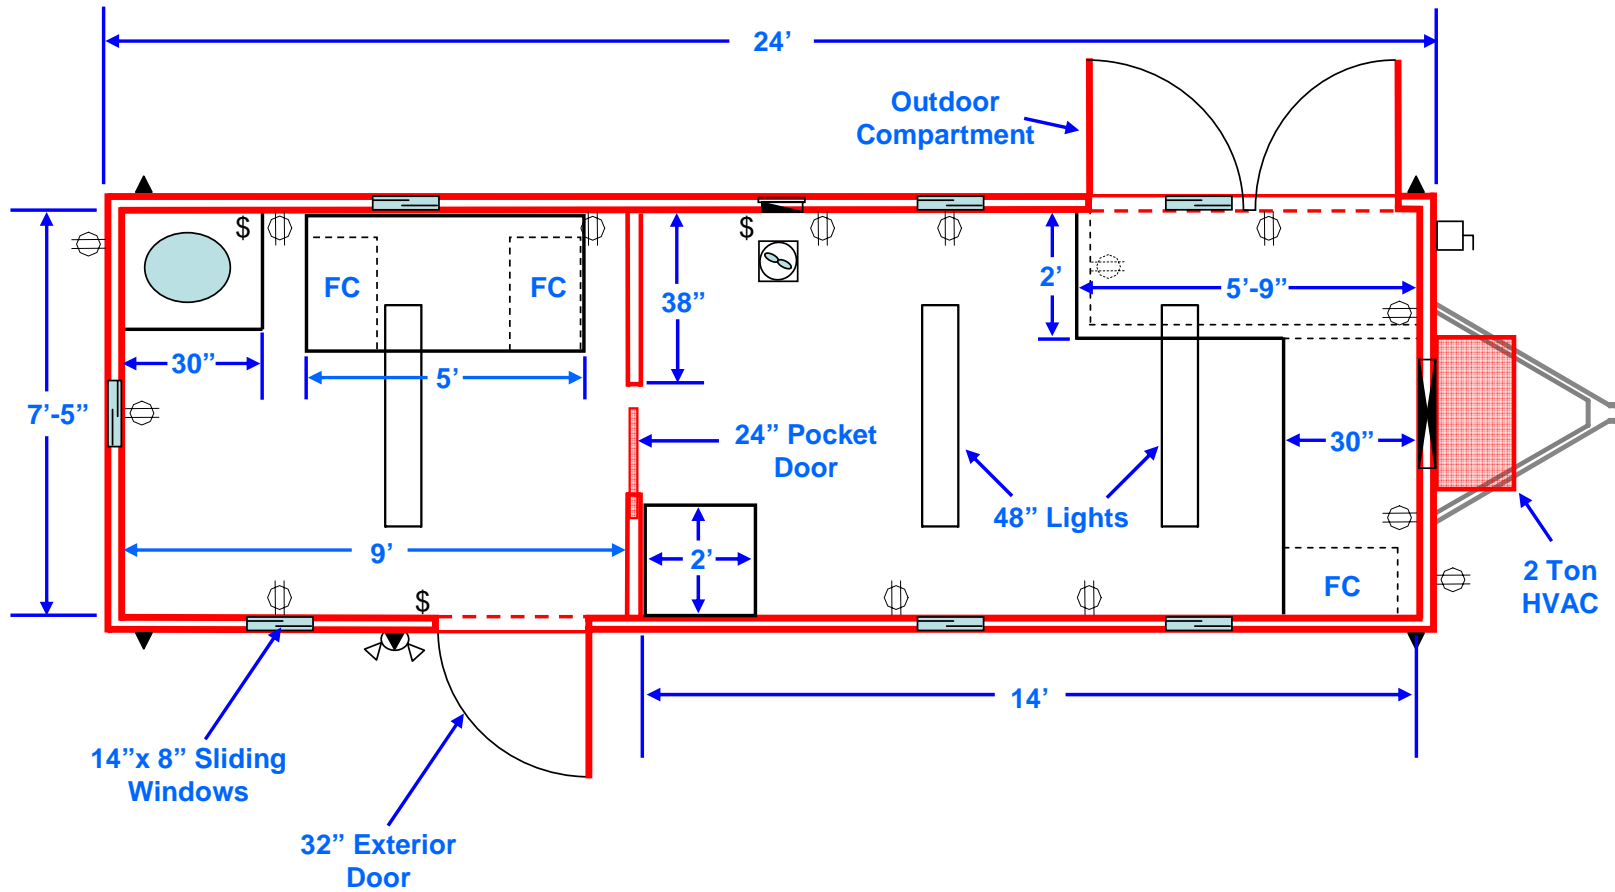 24’
Outdoor
Compartment
$
$
FC
FC
38”
2’
5’-9”
30”
5’
7’-5”
24” Pocket
Door
30”
48” Lights
9’
2’
FC
2 Ton
HVAC
$
14’
14”x 8” Sliding
Windows
32” Exterior
Door